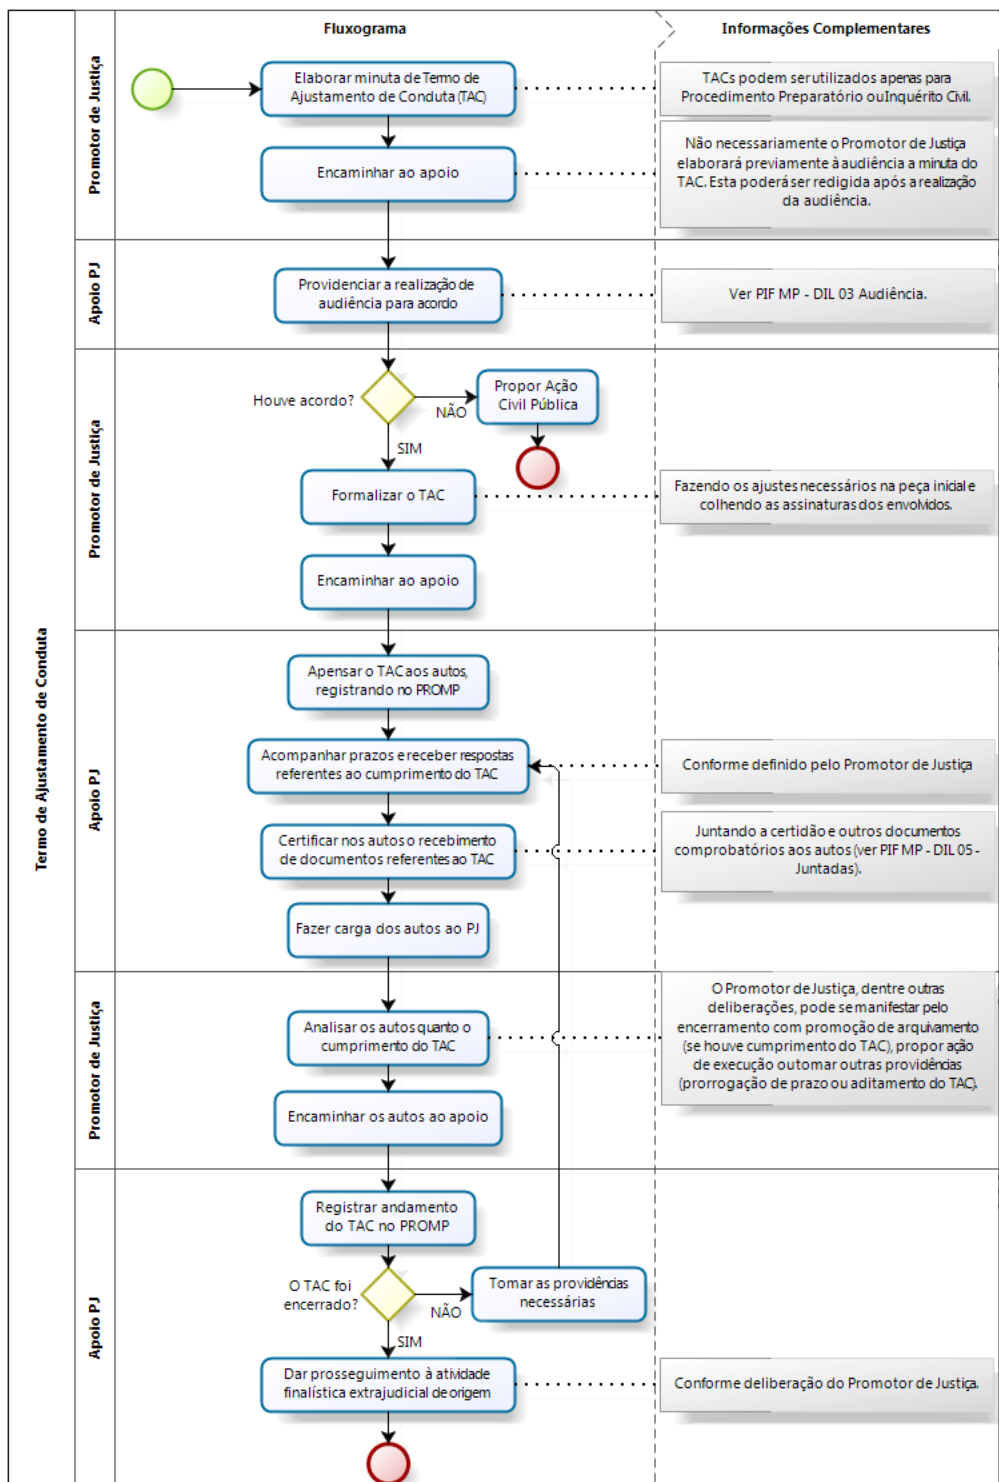 Fluxograma
Informações Complementares
Termo de Ajustamento de Conduta
Promotor de Justiça
Elaborar minuta de Termo de
Ajustamento de Conduta (TAC)
TACs podem ser utilizados apenas para
Procedimento Preparatório ou Inquérito Civil.
Encaminhar ao apoio
Não necessariamente o Promotor de Justiça
elaborará previamente à audiência a minuta do
TAC. Esta poderá ser redigida após a realização
da audiência.
Apoio PJ
Providenciar a realização de
audiência para acordo
Ver PIF MP - DIL 03 Audiência.
Promotor de Justiça
Houve acordo?
NÃO
Propor Ação
Civil Pública
SIM
Formalizar o TAC
Fazendo os ajustes necessários na peça inicial e
colhendo as assinaturas dos envolvidos.
Encaminhar ao apoio
Apoio PJ
Apensar o TAC aos autos,
registrando no PROMP
Acompanhar prazos e receber respostas
referentes ao cumprimento do TAC
Conforme definido pelo Promotor de Justiça
Certificar nos autos o recebimento
de documentos referentes ao TAC
Juntando a certidão e outros documentos
comprobatórios aos autos (ver PIF MP - DIL 05 -
Juntadas).
Fazer carga dos autos ao PJ
Promotor de Justiça
Analisar os autos quanto o
cumprimento do TAC
O Promotor de Justiça, dentre outras
deliberações, pode se manifestar pelo
encerramento com promoção de arquivamento
(se houve cumprimento do TAC), propor ação
de execução ou tomar outras providências
(prorrogação de prazo ou aditamento do TAC).
Encaminhar os autos ao apoio
Apoio PJ
Registrar andamento
do TAC no PROMP
O TAC foi
encerrado?
NÃO
Tomar as providências
necessárias
SIM
Dar prosseguimento à atividade
finalística extrajudicial de origem
Conforme deliberação do Promotor de Justiça.